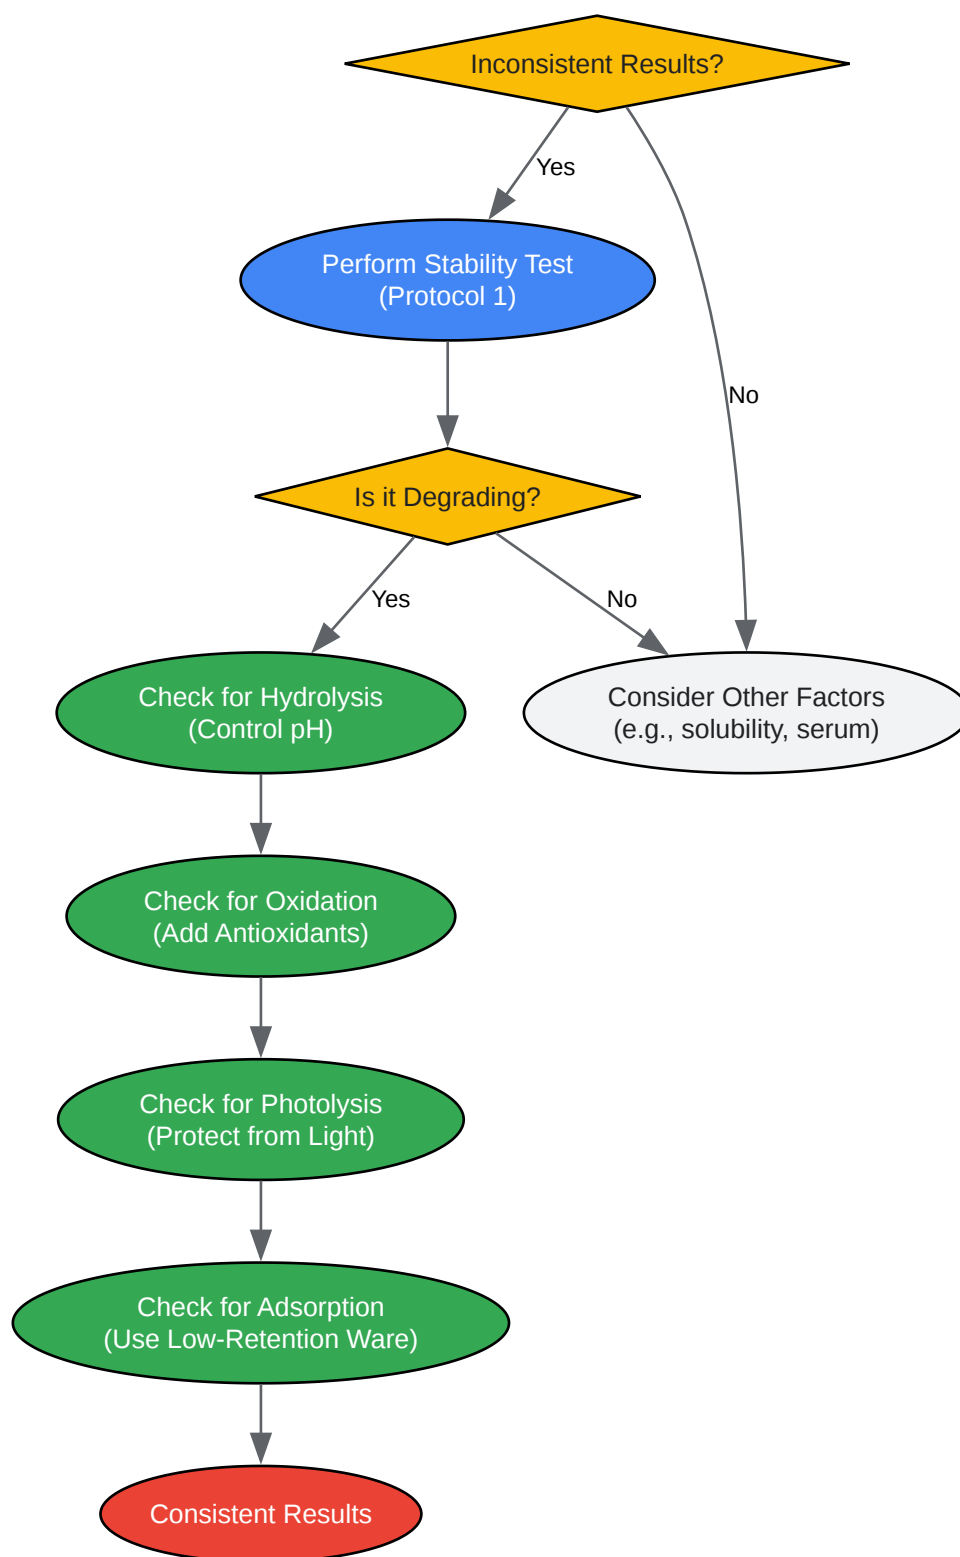 Inconsistent Results?
Yes
Perform Stability Test
(Protocol 1)
No
Is it Degrading?
Yes
No
Check for Hydrolysis
(Control pH)
Consider Other Factors
(e.g., solubility, serum)
Check for Oxidation
(Add Antioxidants)
Check for Photolysis
(Protect from Light)
Check for Adsorption
(Use Low-Retention Ware)
Consistent Results